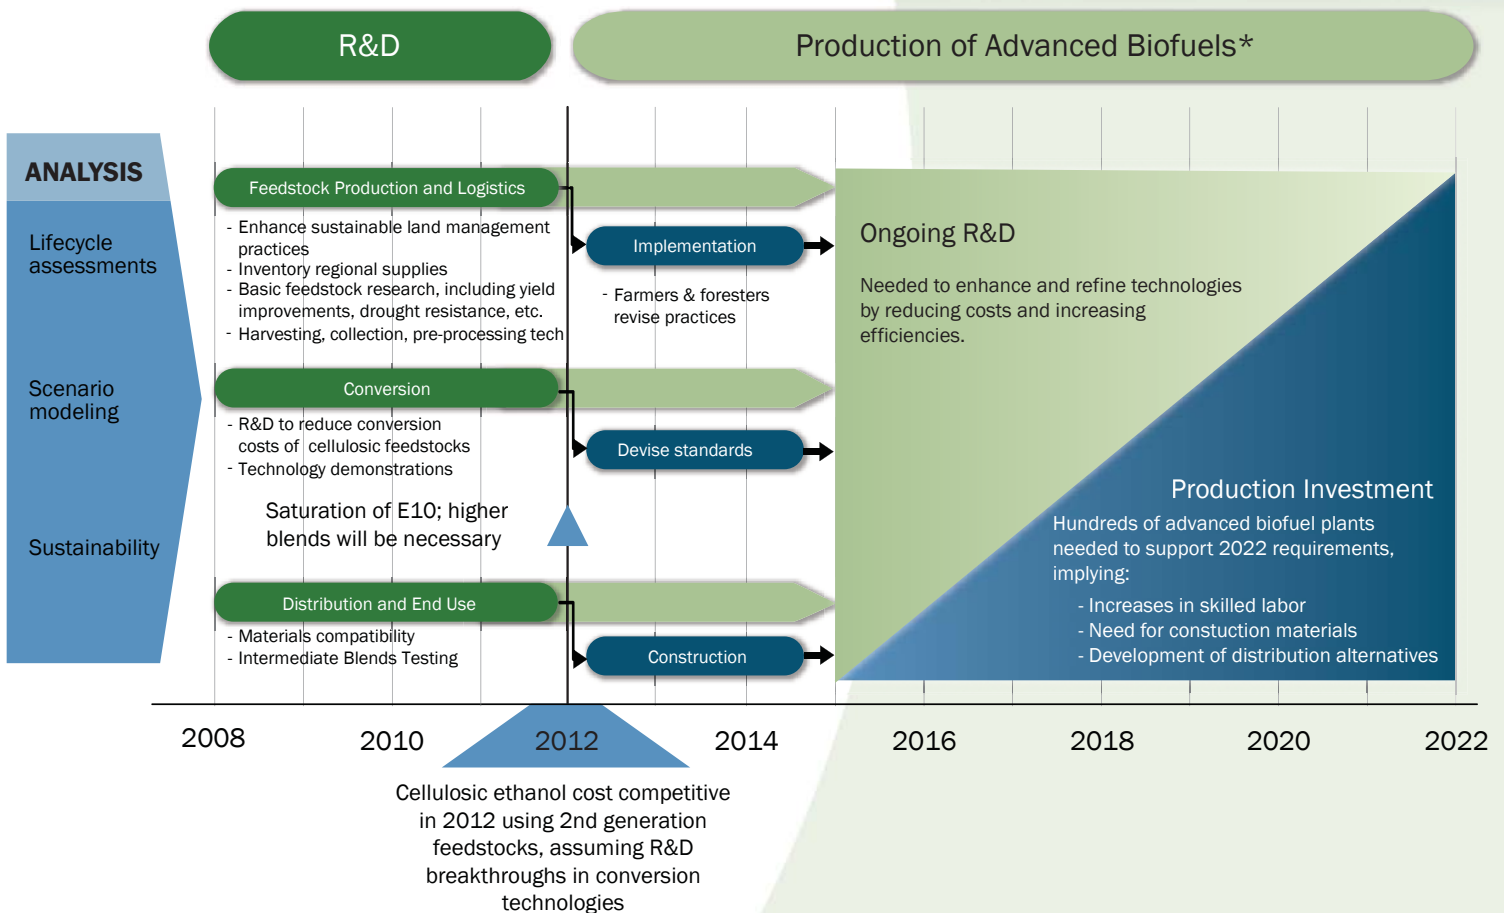 R&D
Production of Advanced Biofuels*
ANALYSIS
Lifecycle
assessments
Scenario
modeling
Sustainability
Feedstock Production and Logistics
- Enhance sustainable land management
practices
- Inventory regional supplies
- Basic feedstock research, including yield
improvements, drought resistance, etc.
- Harvesting, collection, pre-processing tech
Implementation
- Farmers & foresters
revise practices
Conversion
- R&D to reduce conversion
costs of cellulosic feedstocks
- Technology demonstrations
Devise standards
Saturation of E10; higher
blends will be necessary
Distribution and End Use
- Materials compatibility
- Intermediate Blends Testing
Construction
Ongoing R&D
Needed to enhance and refine technologies
by reducing costs and increasing
efficiencies.
Production Investment
Hundreds of advanced biofuel plants
needed to support 2022 requirements,
implying:
- Increases in skilled labor
- Need for constuction materials
- Development of distribution alternatives
2008
2010
2012
2014
2016
2018
2020
2022
Cellulosic ethanol cost competitive
in 2012 using 2nd generation
feedstocks, assuming R&D
breakthroughs in conversion
technologies